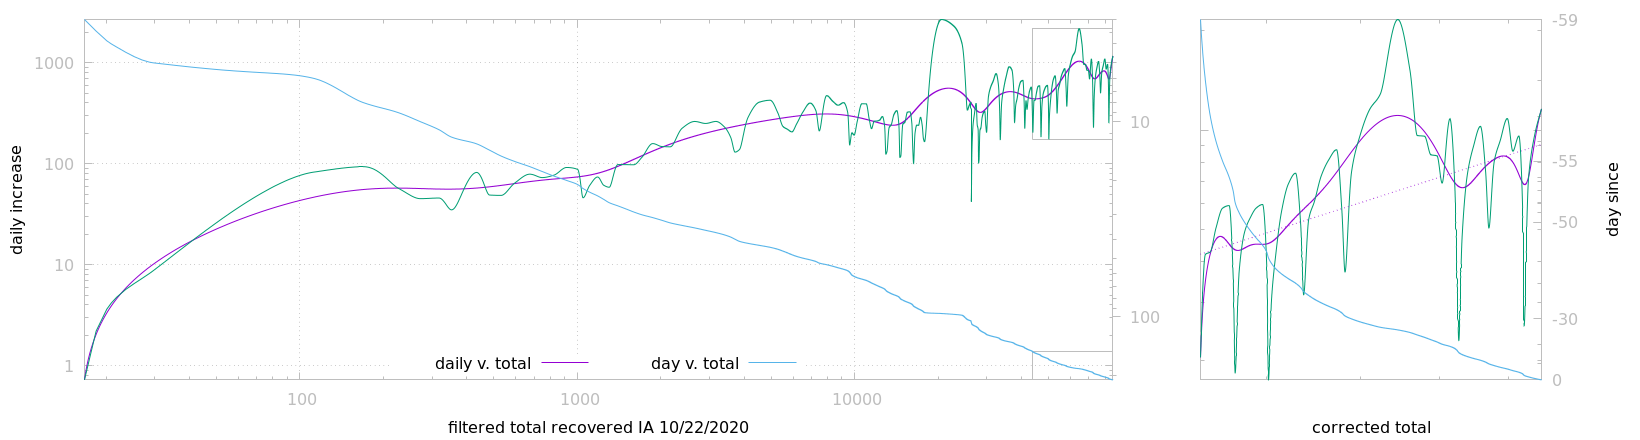 1000
100
10
1
daily increase
100
1000
10000
filtered total recovered IA 10/22/2020
daily v. total
day v. total
10
100
-59
-55
-50
-30
0
day since
corrected total